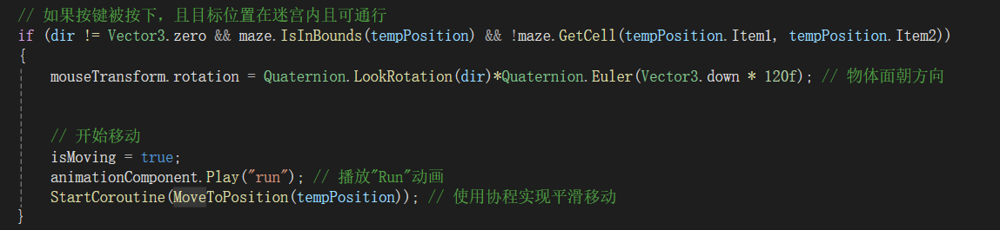 // 如果按键被按下，且目标位置在迷宫内且可通行
if (dir != Vector3.zero && maze.IsInBounds(tempPosition) && !maze.GetCell(tempPosition.Item1, tempPosition.Item2))
{
mouseTransform.rotation = Quaternion.LookRotation(dir)*Quaternion.Euler(Vector3.down * 120f); // 物体面朝方向
// 开始移动
isMoving = true;
animationComponent.Play("run"); // 播放"Run"动画
StartCoroutine(MoveToPosition(tempPosition)); // 使用协程实现平滑移动
}